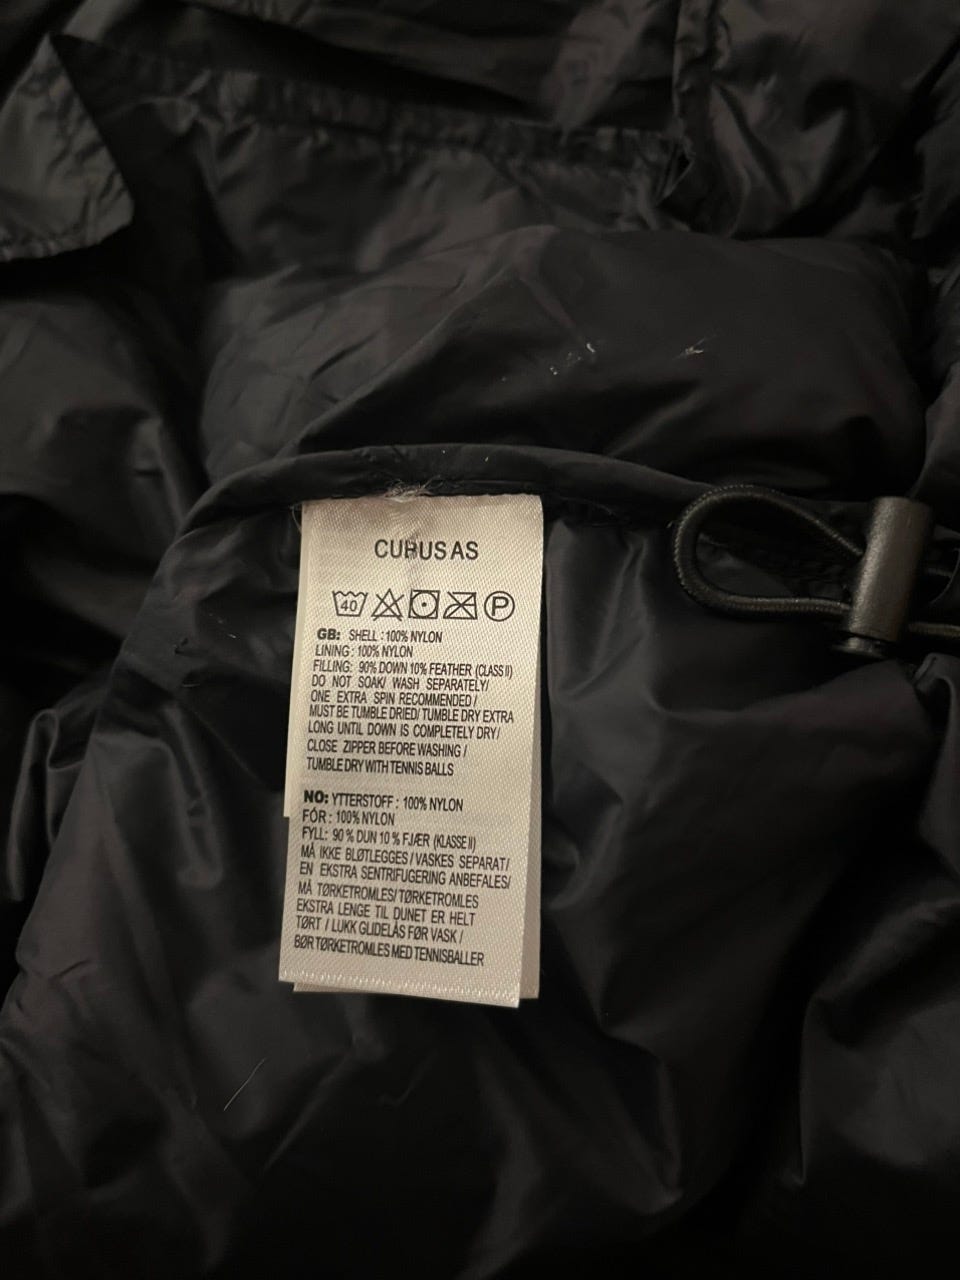 CUBUS AS
40 P
GB: SHELL : 100% NYLON
LINING : 100% NYLON
FILLING: 90% DOWN 10% FEATHER (CLASS II)
DO NOT SOAK/ WASH SEPARATELY/
ONE EXTRA SPIN RECOMMENDED/
MUST BE TUMBLE DRIED/ TUMBLE DRY EXTRA
LONG UNTIL DOWN IS COMPLETELY DRY/
CLOSE ZIPPER BEFORE WASHING /
TUMBLE DRY WITH TENNIS BALLS
NO: YTTERSTOFF : 100% NYLON
FÓR : 100% NYLON
FYLL: 90 % DUN 10 % FJÆR (KLASSE II)
MÅ IKKE BLØTLEGGES / VASKES SEPARAT/
EN EKSTRA SENTRIFUGERING ANBEFALES/
MÅ TØRKETROMLES/ TØRKETROMLES
EKSTRA LENGE TIL DUNET ER HELT
TØRT / LUKK GLIDELÅS FØR VASK /
BØR TØRKETROMLES MED TENNISBALLER